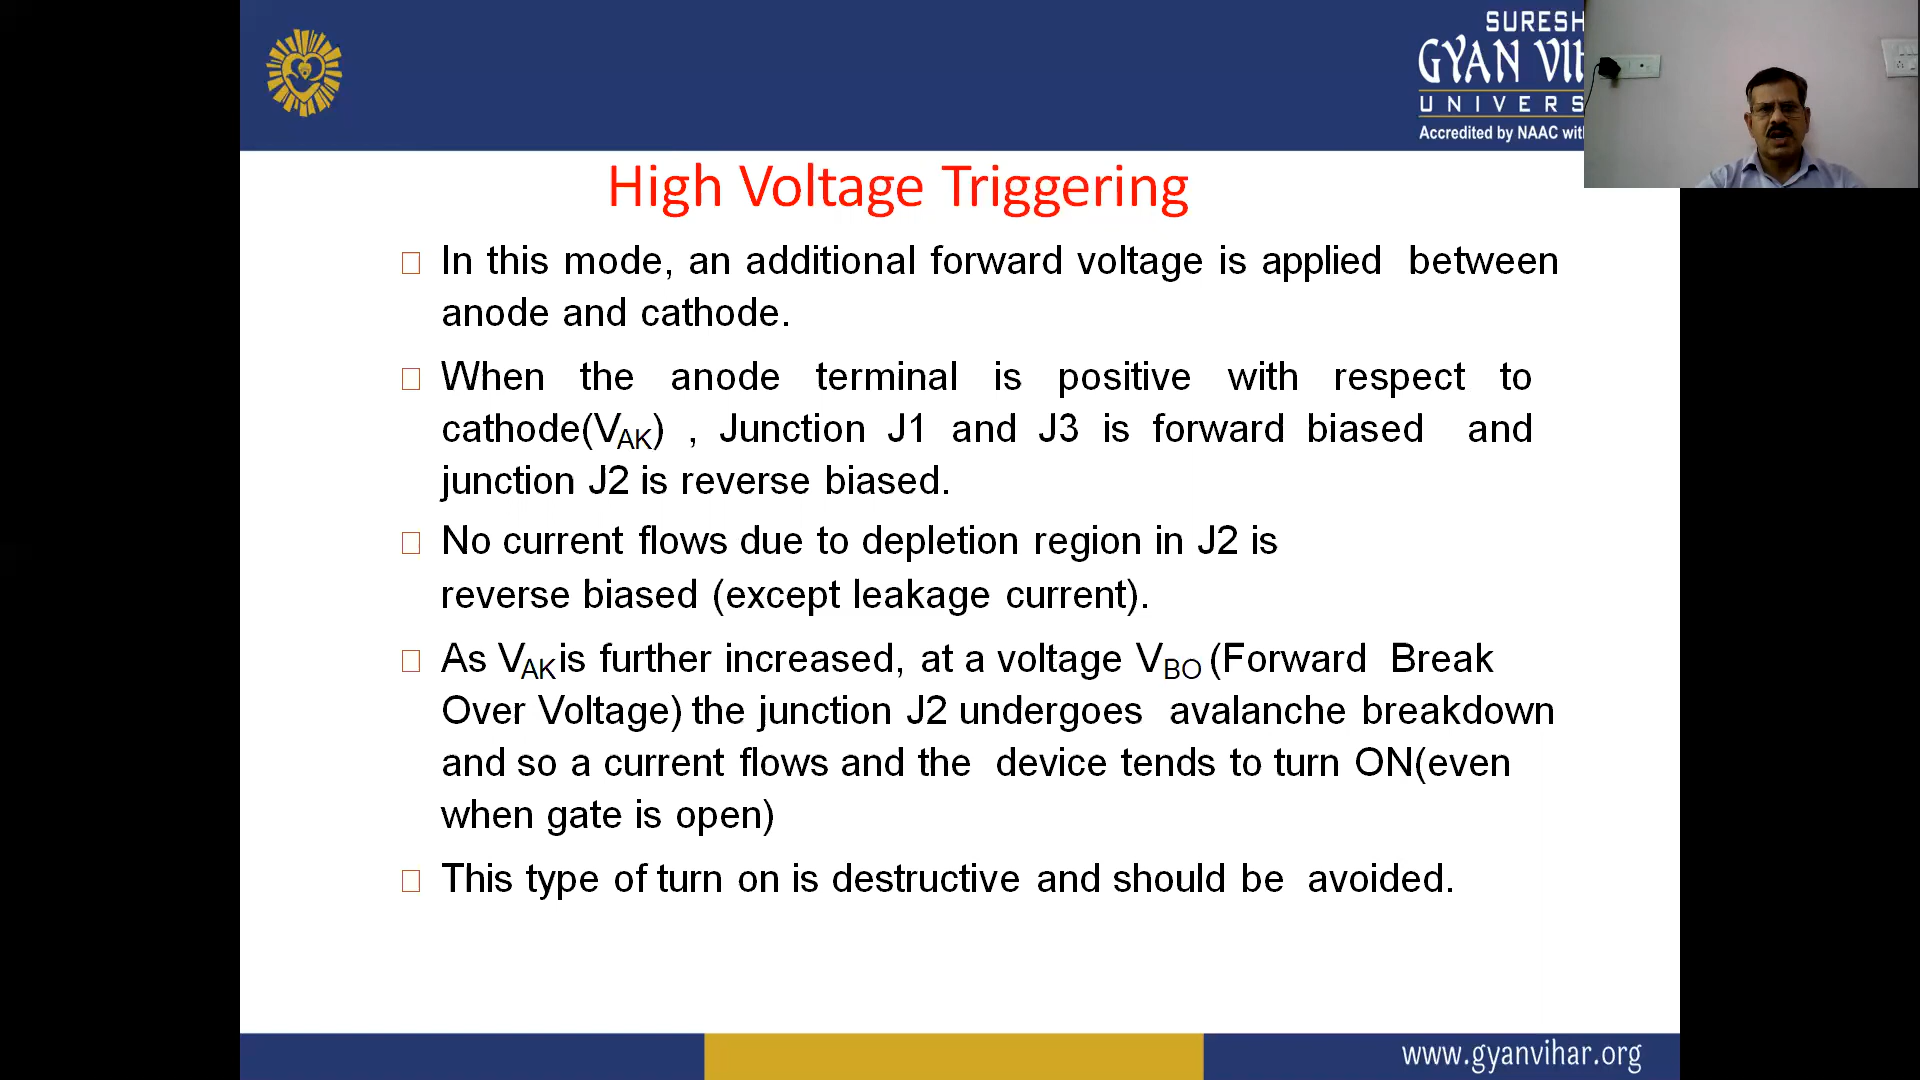 SURESH
GYAN VIH
UNIVERS
Accredited by NAAC with
High Voltage Triggering
In this mode, an additional forward voltage is applied between
anode and cathode.
When the anode terminal is positive with respect to
cathode(VAK) , Junction J1 and J3 is forward biased and
junction J2 is reverse biased.
No current flows due to depletion region in J2 is
reverse biased (except leakage current).
As VAK is further increased, at a voltage VBO (Forward Break
Over Voltage) the junction J2 undergoes avalanche breakdown
and so a current flows and the device tends to turn ON(even
when gate is open)
This type of turn on is destructive and should be avoided.
www.gyanvihar.org